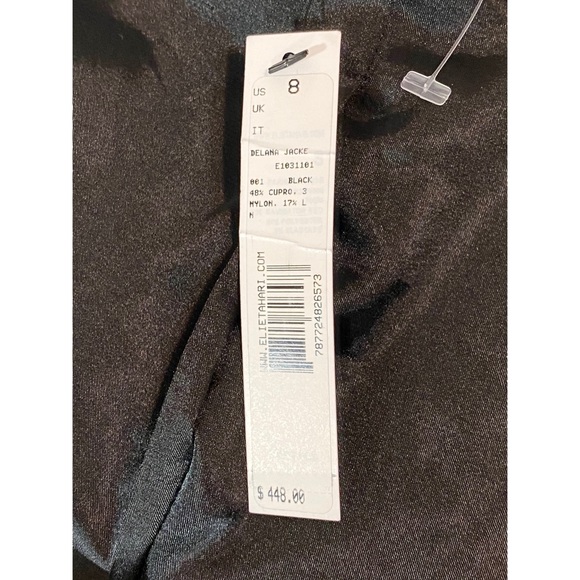 US 8
UK
IT
DELANA JACKE
E1031101
001 BLACK
48% CUPRO, 3
NYLON, 17% L
N
WWW.ELIETAHARI.COM
787724826573
$448.00